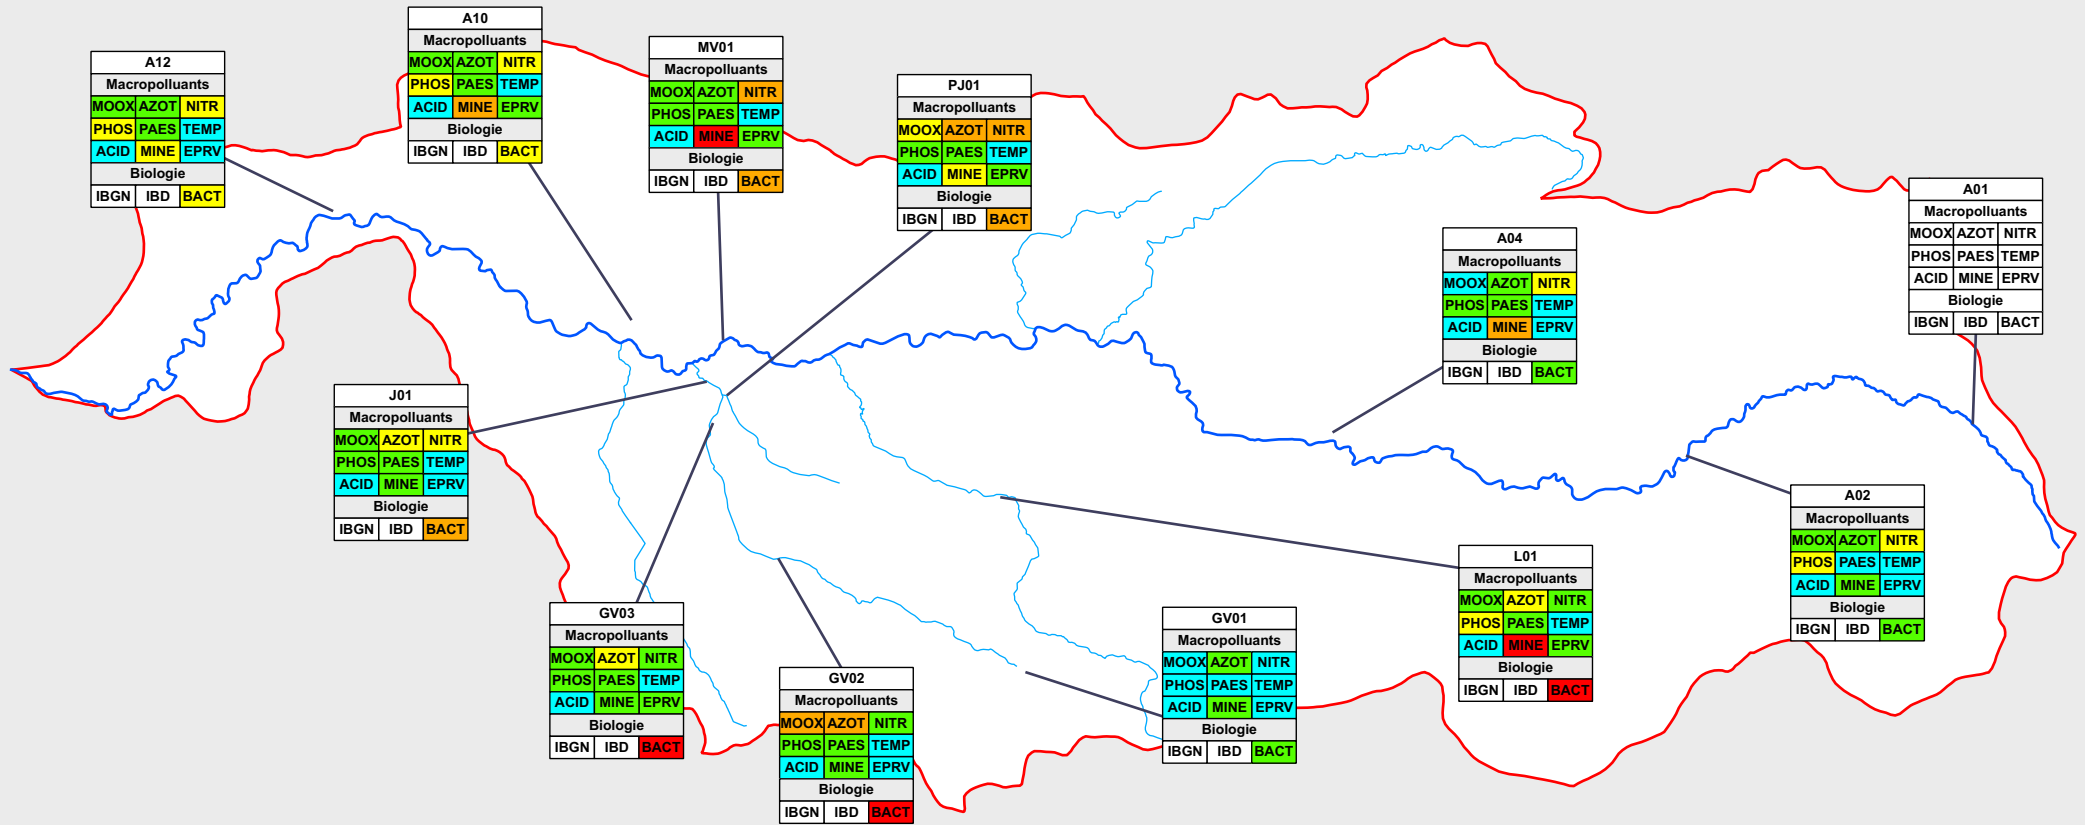 A12
Macropolluants
MOOX AZOT NITR
PHOS PAES TEMP
ACID MINE EPRV
Biologie
IBGN IBD BACT
A10
Macropolluants
MOOX AZOT NITR
PHOS PAES TEMP
ACID MINE EPRV
Biologie
IBGN IBD BACT
MV01
Macropolluants
MOOX AZOT NITR
PHOS PAES TEMP
ACID MINE EPRV
Biologie
IBGN IBD BACT
PJ01
Macropolluants
MOOX AZOT NITR
PHOS PAES TEMP
ACID MINE EPRV
Biologie
IBGN IBD BACT
A04
Macropolluants
MOOX AZOT NITR
PHOS PAES TEMP
ACID MINE EPRV
Biologie
IBGN IBD BACT
A01
Macropolluants
MOOX AZOT NITR
PHOS PAES TEMP
ACID MINE EPRV
Biologie
IBGN IBD BACT
J01
Macropolluants
MOOX AZOT NITR
PHOS PAES TEMP
ACID MINE EPRV
Biologie
IBGN IBD BACT
GV03
Macropolluants
MOOX AZOT NITR
PHOS PAES TEMP
ACID MINE EPRV
Biologie
IBGN IBD BACT
GV02
Macropolluants
MOOX AZOT NITR
PHOS PAES TEMP
ACID MINE EPRV
Biologie
IBGN IBD BACT
GV01
Macropolluants
MOOX AZOT NITR
PHOS PAES TEMP
ACID MINE EPRV
Biologie
IBGN IBD BACT
L01
Macropolluants
MOOX AZOT NITR
PHOS PAES TEMP
ACID MINE EPRV
Biologie
IBGN IBD BACT
A02
Macropolluants
MOOX AZOT NITR
PHOS PAES TEMP
ACID MINE EPRV
Biologie
IBGN IBD BACT